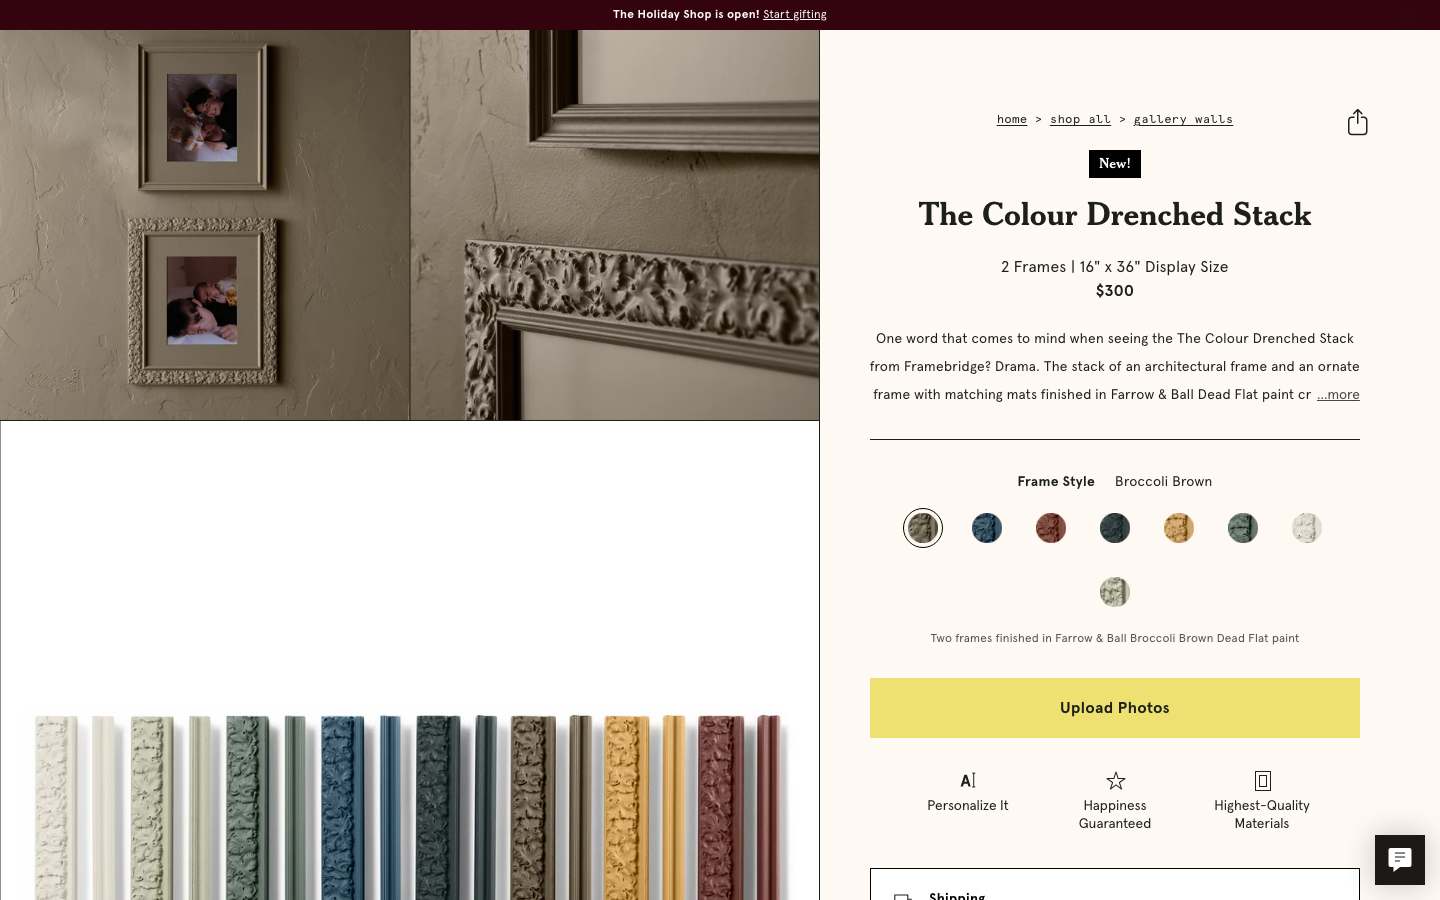 The Holiday Shop is open! Start gifting
home > shop all > gallery walls
New!
The Colour Drenched Stack
2 Frames | 16" x 36" Display Size
$300
One word that comes to mind when seeing the The Colour Drenched Stack
from Framebridge? Drama. The stack of an architectural frame and an ornate
frame with matching mats finished in Farrow & Ball Dead Flat paint cr ...more
Frame Style Broccoli Brown
Two frames finished in Farrow & Ball Broccoli Brown Dead Flat paint
Upload Photos
Personalize It
Happiness
Guaranteed
Highest-Quality
Materials
Shipping